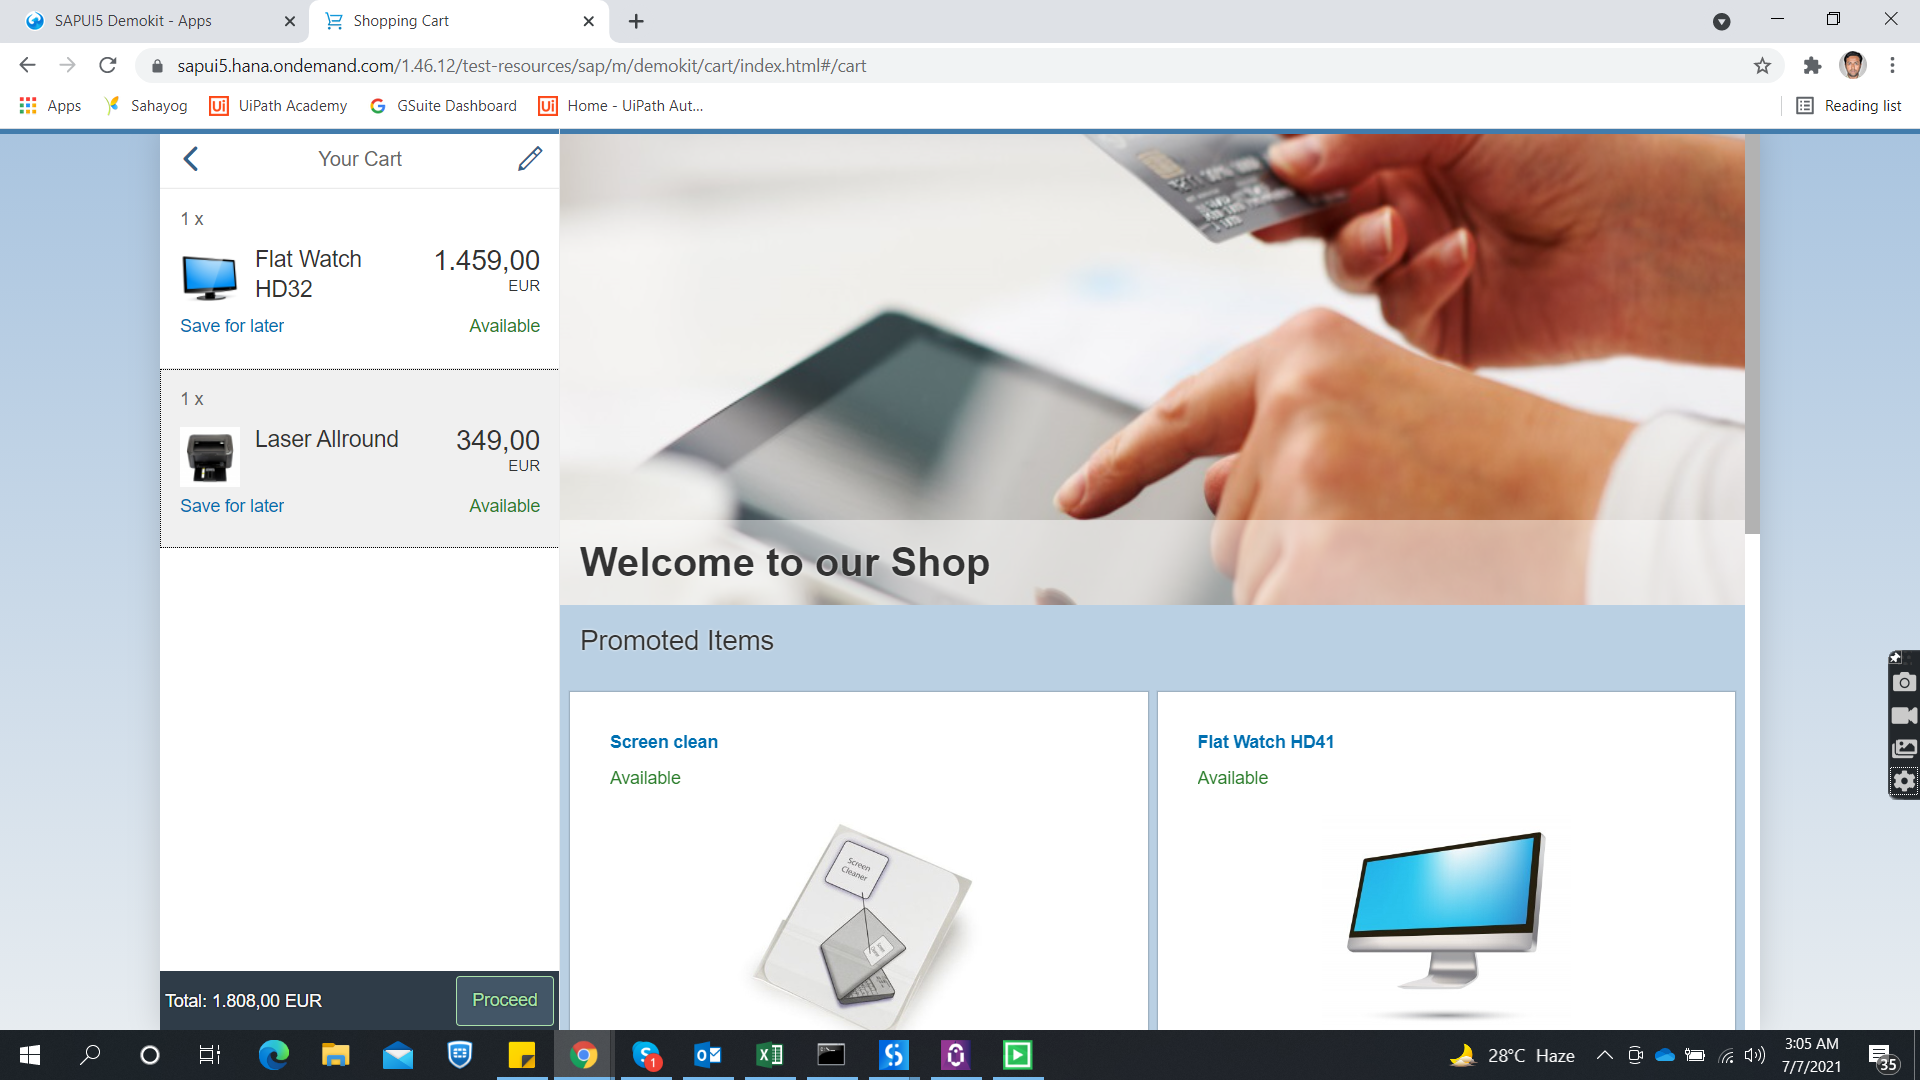 SAPUI5 Demokit - Apps
Shopping Cart
sapui5.hana.ondemand.com/1.46.12/test-resources/sap/m/demokit/cart/index.html#/cart
Apps
Sahayog
UiPath Academy
GSuite Dashboard
Home - UiPath Aut...
Reading list
Your Cart
1 x
Flat Watch HD32
1.459,00
EUR
Save for later
Available
1 x
Laser Allround
349,00
EUR
Save for later
Available
Total: 1.808,00 EUR
Proceed
Welcome to our Shop
Promoted Items
Screen clean
Available
Screen
Cleaner
Flat Watch HD41
Available
1
28°C Haze
3:05 AM
7/7/2021
35